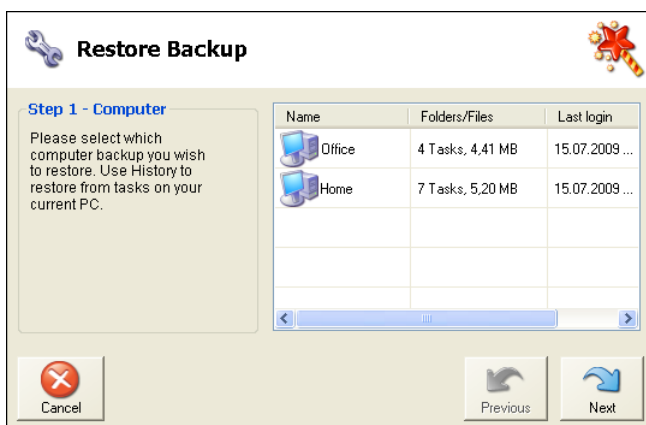 Restore Backup
Step 1 - Computer
Please select which
computer backup you wish
to restore. Use History to
restore from tasks on your
current PC.
Name Folders/Files Last login
Office 4 Tasks, 4,41 MB 15.07.2009 ...
Home 7 Tasks, 5,20 MB 15.07.2009 ...
Cancel Previous Next